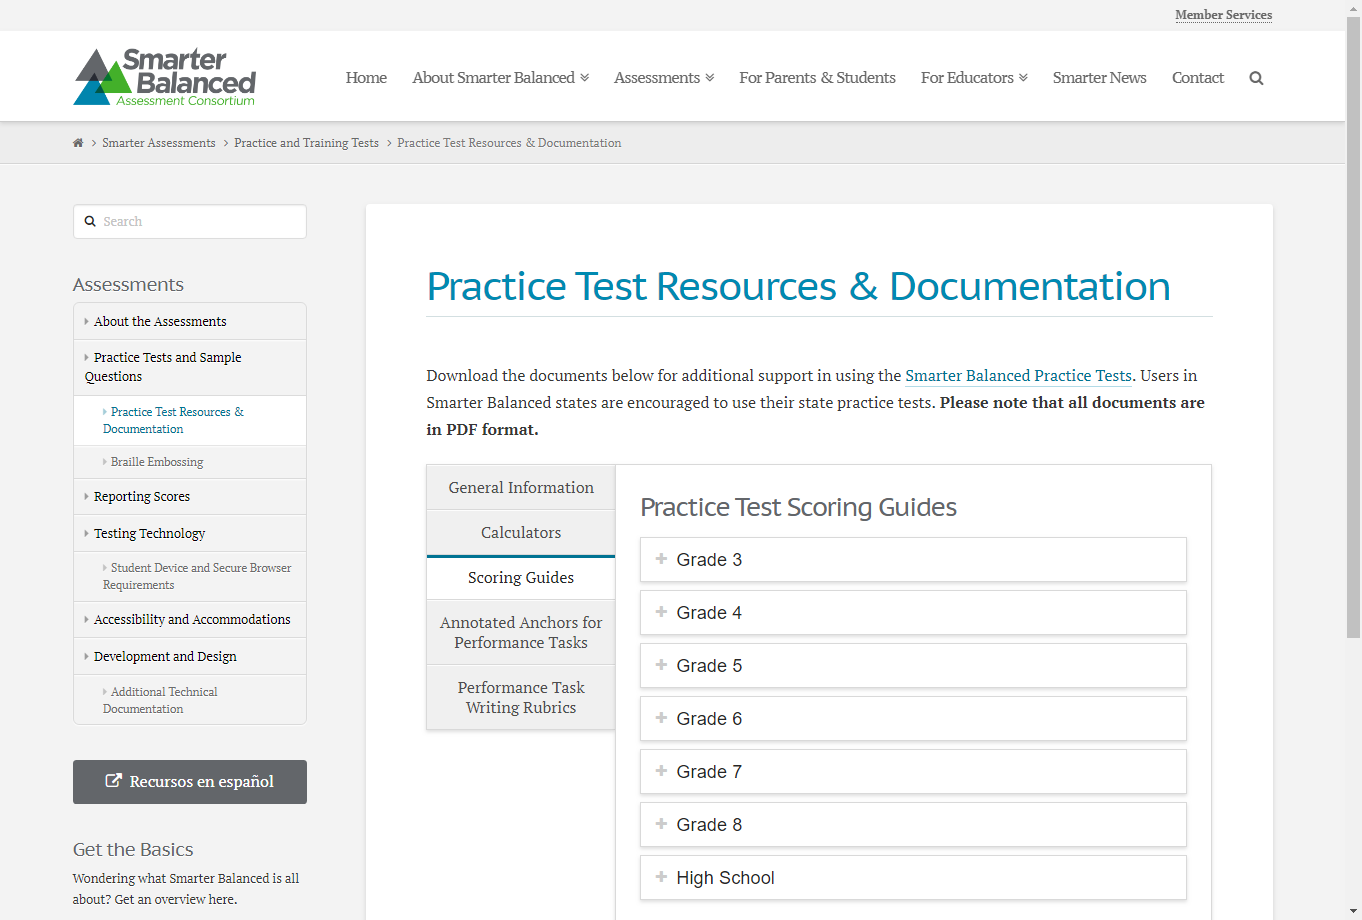 Member Services
Smarter
Balanced
Assessment Consortium
Home
About Smarter Balanced
Assessments
For Parents & Students
For Educators
Smarter News
Contact
Smarter Assessments
Practice and Training Tests
Practice Test Resources & Documentation
Search
Assessments
About the Assessments
Practice Tests and Sample
Questions
Practice Test Resources &
Documentation
Braille Embossing
Reporting Scores
Testing Technology
Student Device and Secure Browser
Requirements
Accessibility and Accommodations
Development and Design
Additional Technical
Documentation
Recursos en español
Get the Basics
Wondering what Smarter Balanced is all
about? Get an overview here.
Practice Test Resources & Documentation
Download the documents below for additional support in using the Smarter Balanced Practice Tests. Users in
Smarter Balanced states are encouraged to use their state practice tests. Please note that all documents are
in PDF format.
General Information
Calculators
Scoring Guides
Annotated Anchors for
Performance Tasks
Performance Task
Writing Rubrics
Practice Test Scoring Guides
Grade 3
Grade 4
Grade 5
Grade 6
Grade 7
Grade 8
High School